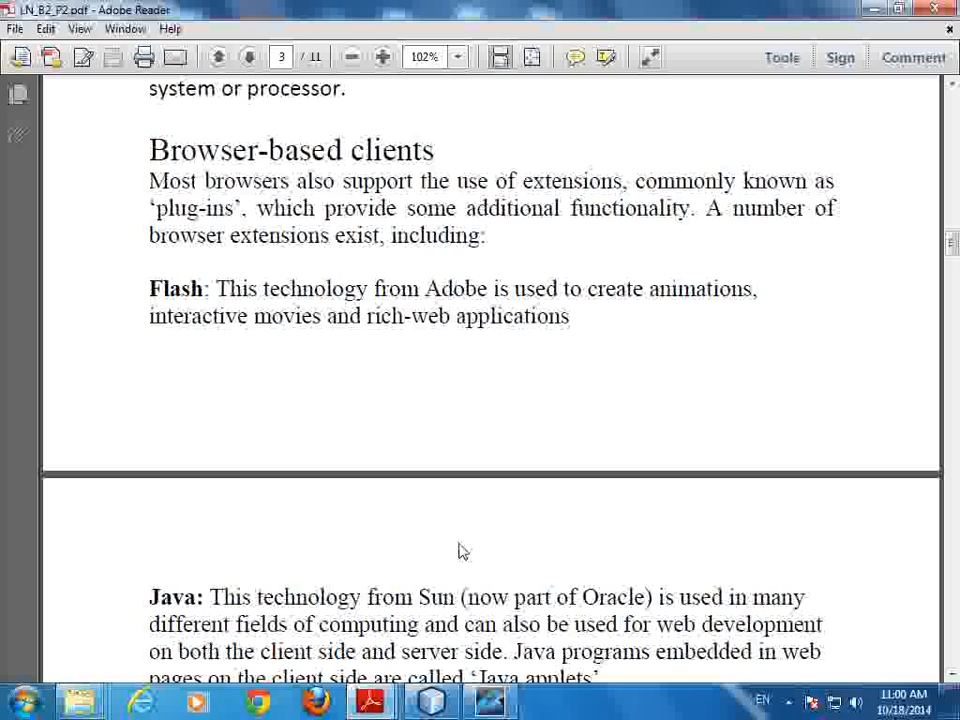 LN_B2_P2.pdf - Adobe Reader
File Edit View Window Help
3 / 11 102% Tools Sign Comment
system or processor.
Browser-based clients
Most browsers also support the use of extensions, commonly known as
‘plug-ins’, which provide some additional functionality. A number of
browser extensions exist, including:
Flash: This technology from Adobe is used to create animations,
interactive movies and rich-web applications
Java: This technology from Sun (now part of Oracle) is used in many
different fields of computing and can also be used for web development
on both the client side and server side. Java programs embedded in web
pages on the client side are called ‘Java applets’
EN 11:00 AM
10/18/2014